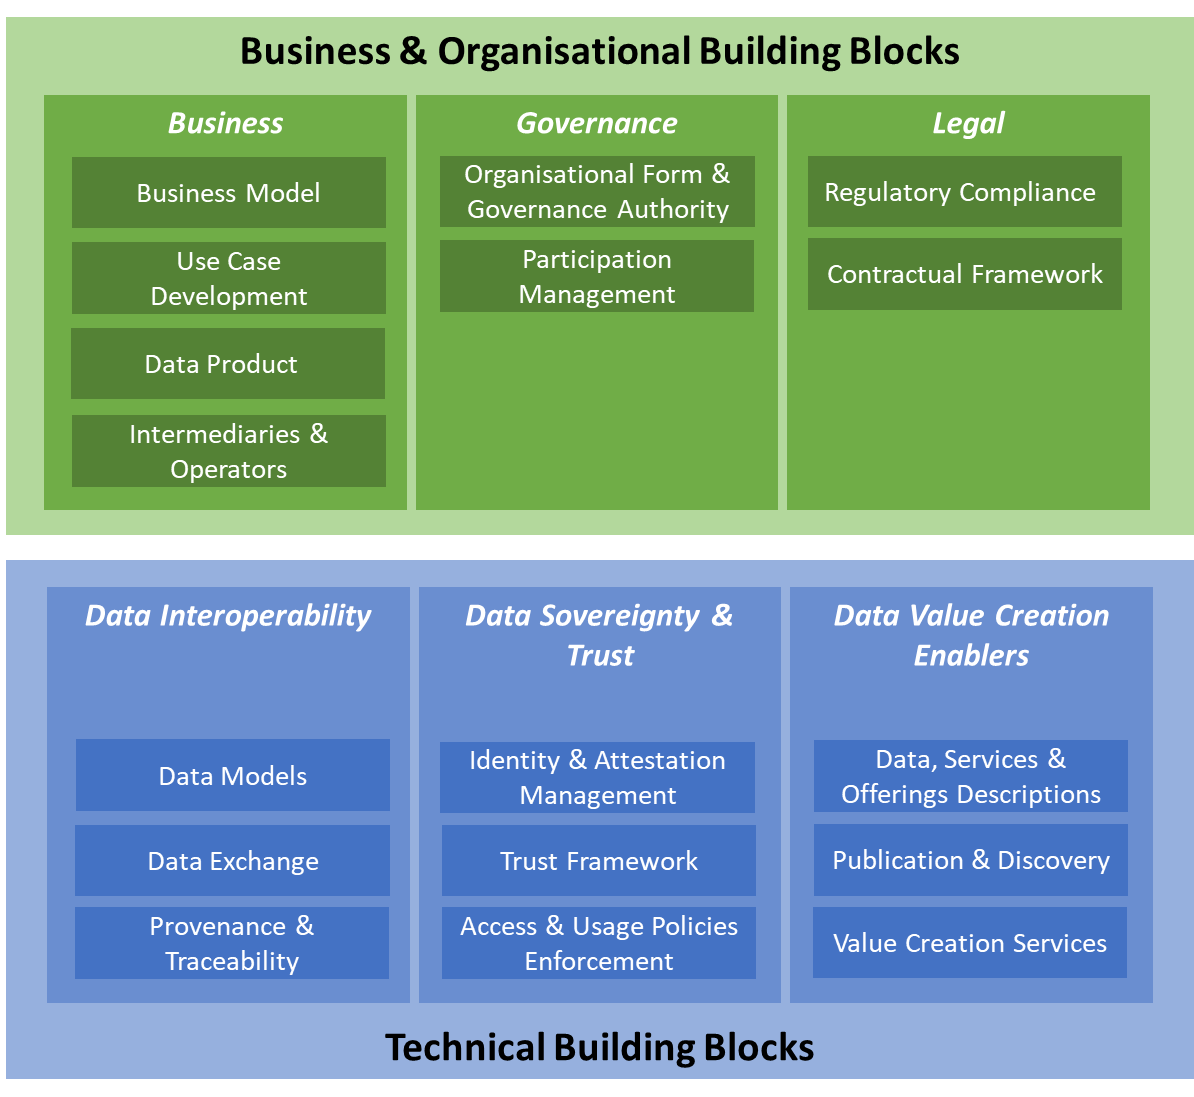 Business & Organisational Building Blocks
Business
Business Model
Use Case
Development
Data Product
Intermediaries &
Operators
Governance
Organisational Form &
Governance Authority
Participation
Management
Legal
Regulatory Compliance
Contractual Framework
Data Interoperability
Data Models
Data Exchange
Provenance &
Traceability
Data Sovereignty &
Trust
Identity & Attestation
Management
Trust Framework
Access & Usage Policies
Enforcement
Data Value Creation
Enablers
Data, Services &
Offerings Descriptions
Publication & Discovery
Value Creation Services
Technical Building Blocks